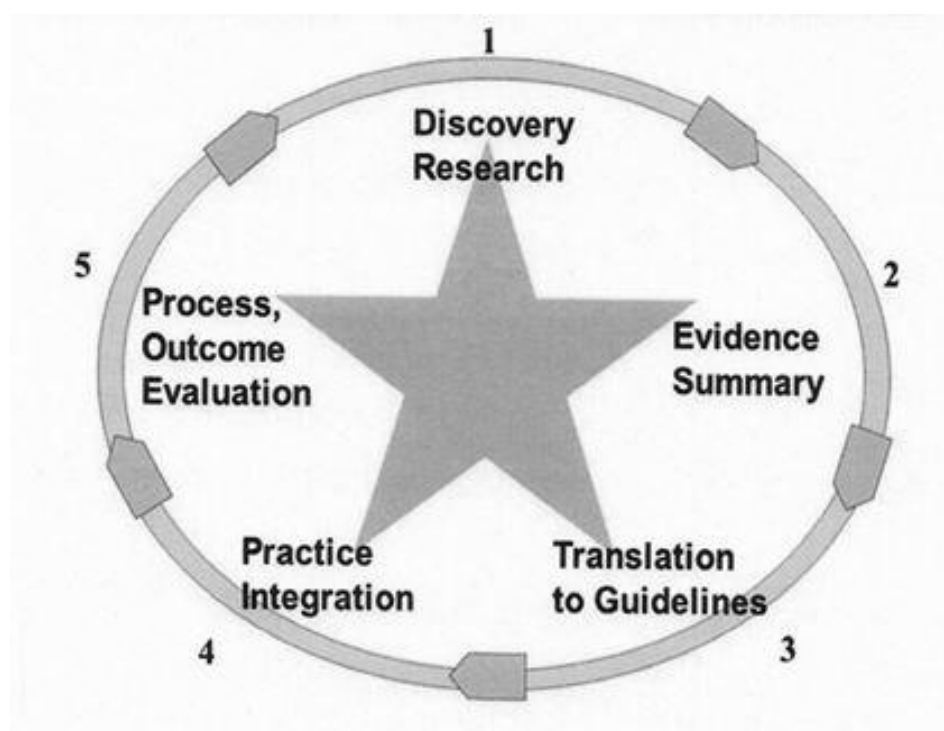 1
Discovery
Research
2
Evidence
Summary
3
Translation
to Guidelines
4
Practice
Integration
5
Process,
Outcome
Evaluation